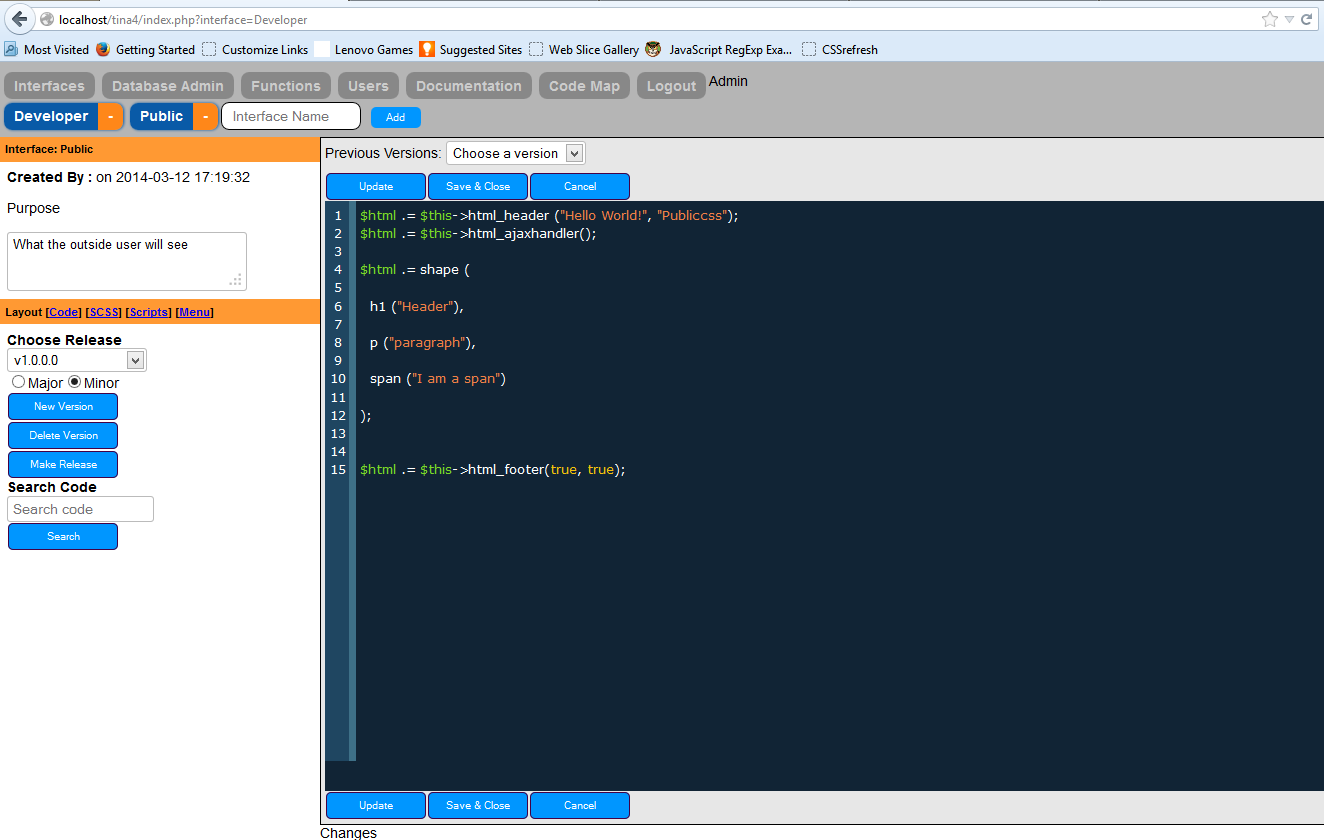 localhost/tina4/index.php?interface=Developer
Most Visited Getting Started Customize Links Lenovo Games Suggested Sites Web Slice Gallery JavaScript RegExp Exa... CSSrefresh
Interfaces Database Admin Functions Users Documentation Code Map Logout Admin
Developer - Public - Interface Name Add
Interface: Public
Created By : on 2014-03-12 17:19:32
Purpose
What the outside user will see
Layout [Code] [SCSS] [Scripts] [Menu]
Choose Release
v1.0.0.0
Major Minor
New Version
Delete Version
Make Release
Search Code
Search code
Search
Previous Versions: Choose a version
Update Save & Close Cancel
1 $html .= $this->html_header ("Hello World!", "Publiccss");
2 $html .= $this->html_ajaxhandler();
3
4 $html .= shape (
5
6 h1 ("Header"),
7
8 p ("paragraph"),
9
10 span ("I am a span")
11
12 );
13
14
15 $html .= $this->html_footer(true, true);
Update Save & Close Cancel
Changes